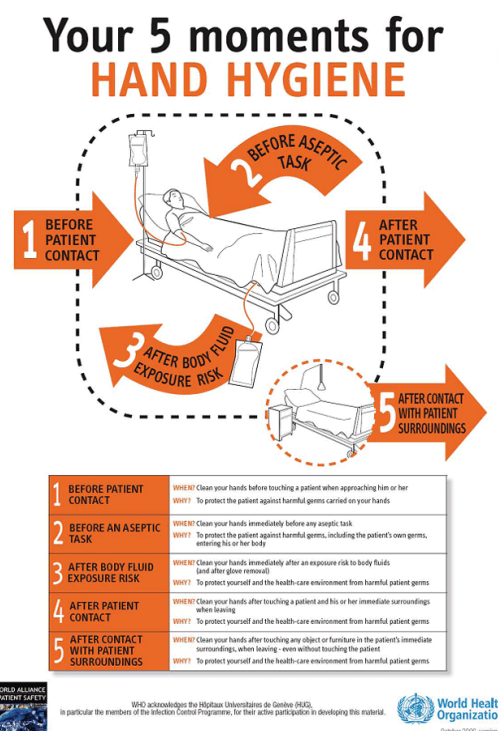 Your 5 moments for
HAND HYGIENE
2 BEFORE ASEPTIC
TASK
1 BEFORE
PATIENT
CONTACT
4 AFTER
PATIENT
CONTACT
3 AFTER BODY FLUID
EXPOSURE RISK
5 AFTER CONTACT
WITH PATIENT
SURROUNDINGS
1 BEFORE PATIENT
CONTACT
WHEN? Clean your hands before touching a patient when approaching him or her
WHY? To protect the patient against harmful germs carried on your hands
2 BEFORE AN ASEPTIC
TASK
WHEN? Clean your hands immediately before any aseptic task
WHY? To protect the patient against harmful germs, including the patient's own germs,
entering his or her body
3 AFTER BODY FLUID
EXPOSURE RISK
WHEN? Clean your hands immediately after an exposure risk to body fluids
(and after glove removal)
WHY? To protect yourself and the health-care environment from harmful patient germs
4 AFTER PATIENT
CONTACT
WHEN? Clean your hands after touching a patient and his or her immediate surroundings
when leaving
WHY? To protect yourself and the health-care environment from harmful patient germs
5 AFTER CONTACT
WITH PATIENT
SURROUNDINGS
WHEN? Clean your hands after touching any object or furniture in the patient's immediate
surroundings, when leaving - even without touching the patient
WHY? To protect yourself and the health-care environment from harmful patient germs
ORLD ALLIANCE
PATIENT SAFETY
WHO acknowledges the Hôpitaux Universitaires de Genève (HUG),
in particular the members of the Infection Control Programme, for their active participation in developing this material.
World Healt
Organizatio